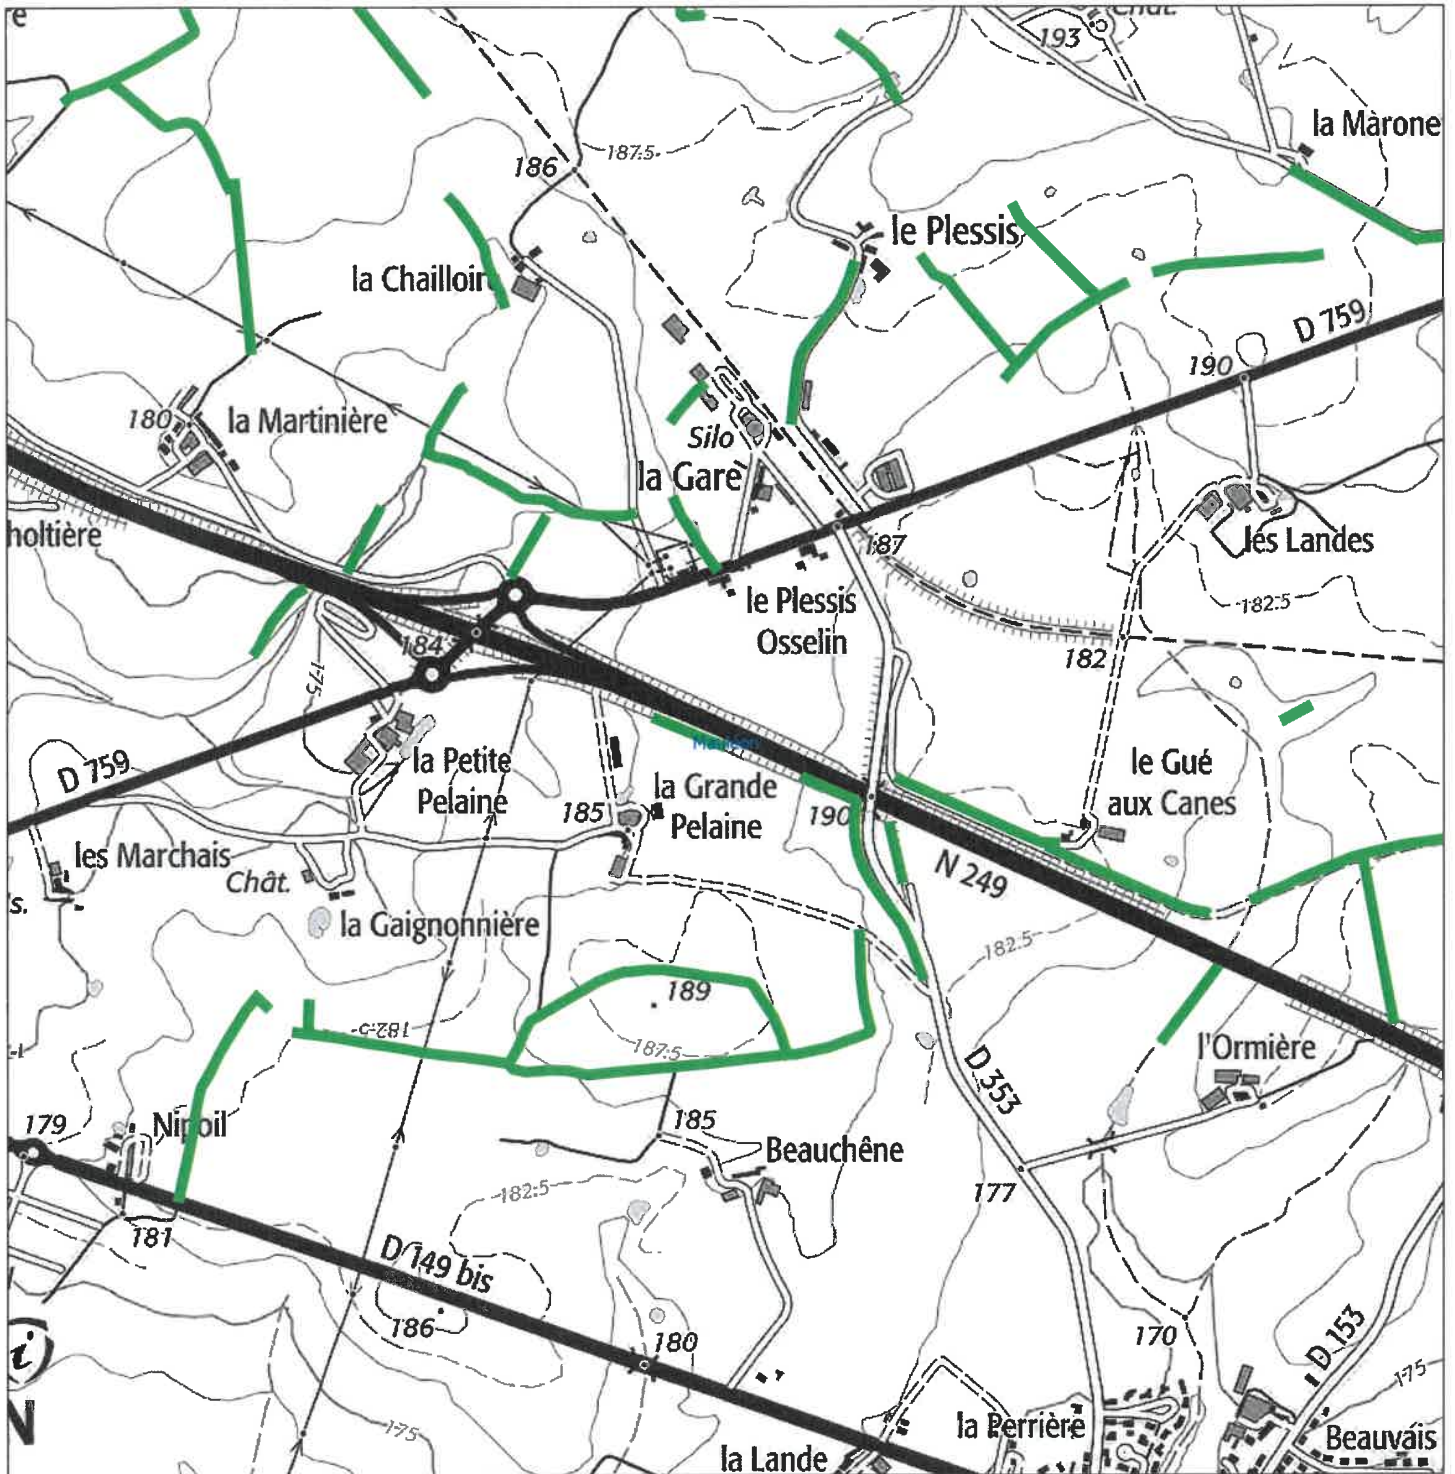 e
Chât.
193
la Marone
186
187.5
le Plessis
la Chailloir
D 759
190
180
la Martinière
Silo
la Gare
holtière
187
les Landes
le Plessis
Osselin
182.5
184
182
175
D 759
la Petite
Pelaine
la Grande
Pelaine
le Gué
aux Canes
185
190
les Marchais
Chât.
N 249
s.
la Gaignonnière
182.5
189
182.5
187.5
l'Ormière
D 353
179
Nipoil
185
Beauchêne
177
182.5
181
D 149 bis
186
180
170
D 153
i
N
175
175
la Perrière
la Lande
Beauvais